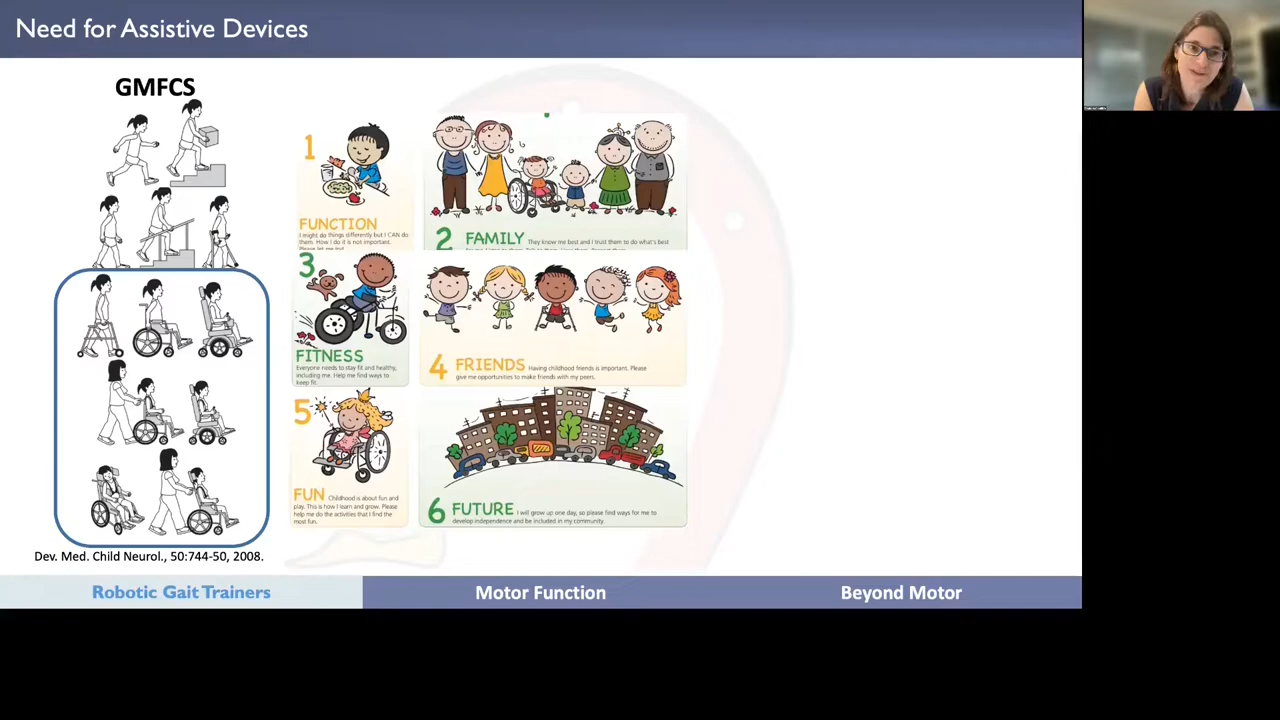 Need for Assistive Devices
GMFCS
1
FUNCTION
I might do things differently but I CAN do
them. How I do it is not important.
2 FAMILY They know me best and I trust them to do what's best
3
FITNESS
Everyone needs to stay fit and healthy,
including me. Help me find ways to
keep fit.
4 FRIENDS Having childhood friends is important. Please
give me opportunities to make friends with my peers.
5
FUN Childhood is about fun and
play. This is how I learn and grow. Please
help me do the activities that I find the
most fun.
6 FUTURE I will grow up one day, so please find ways for me to
develop independence and be included in my community.
Dev. Med. Child Neurol., 50:744-50, 2008.
Robotic Gait Trainers
Motor Function
Beyond Motor